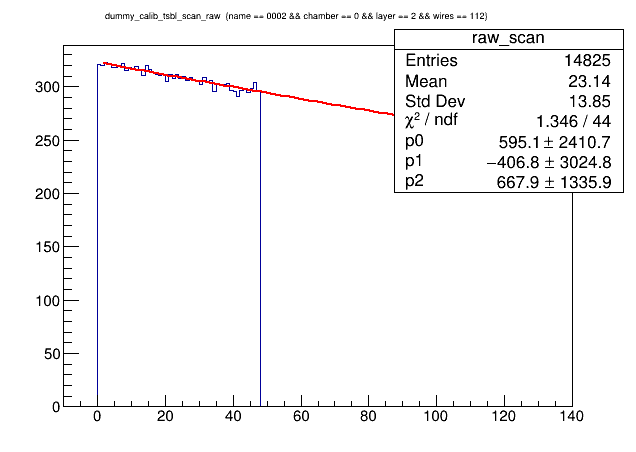 dummy_calib_tsbl_scan_raw (name == 0002 && chamber == 0 && layer == 2 && wires == 112)
raw_scan
Entries 14825
Mean 23.14
Std Dev 13.85
χ² / ndf 1.346 / 44
p0 595.1 ± 2410.7
p1 −406.8 ± 3024.8
p2 667.9 ± 1335.9
300
250
200
150
100
50
0
0 20 40 60 80 100 120 140